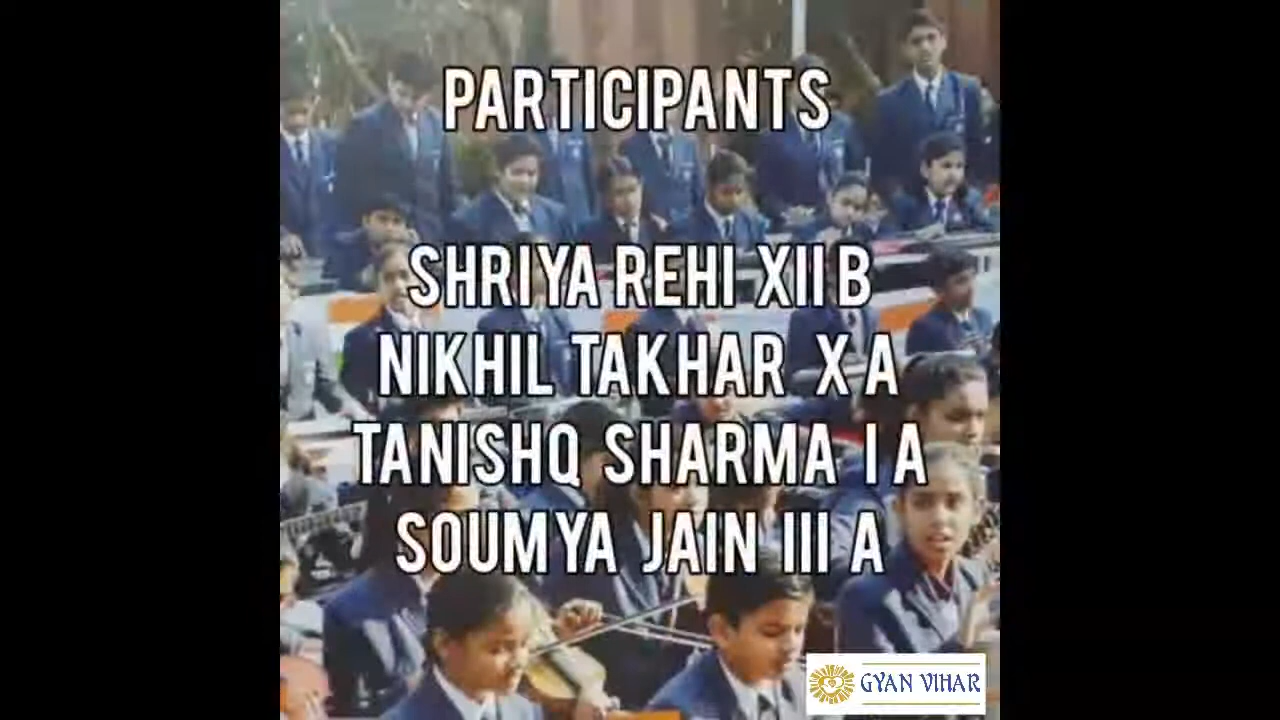 PARTICIPANTS
SHRIYA REHI XII B
NIKHIL TAKHAR X A
TANISHQ SHARMA I A
SOUMYA JAIN III A
GYAN VIHAR